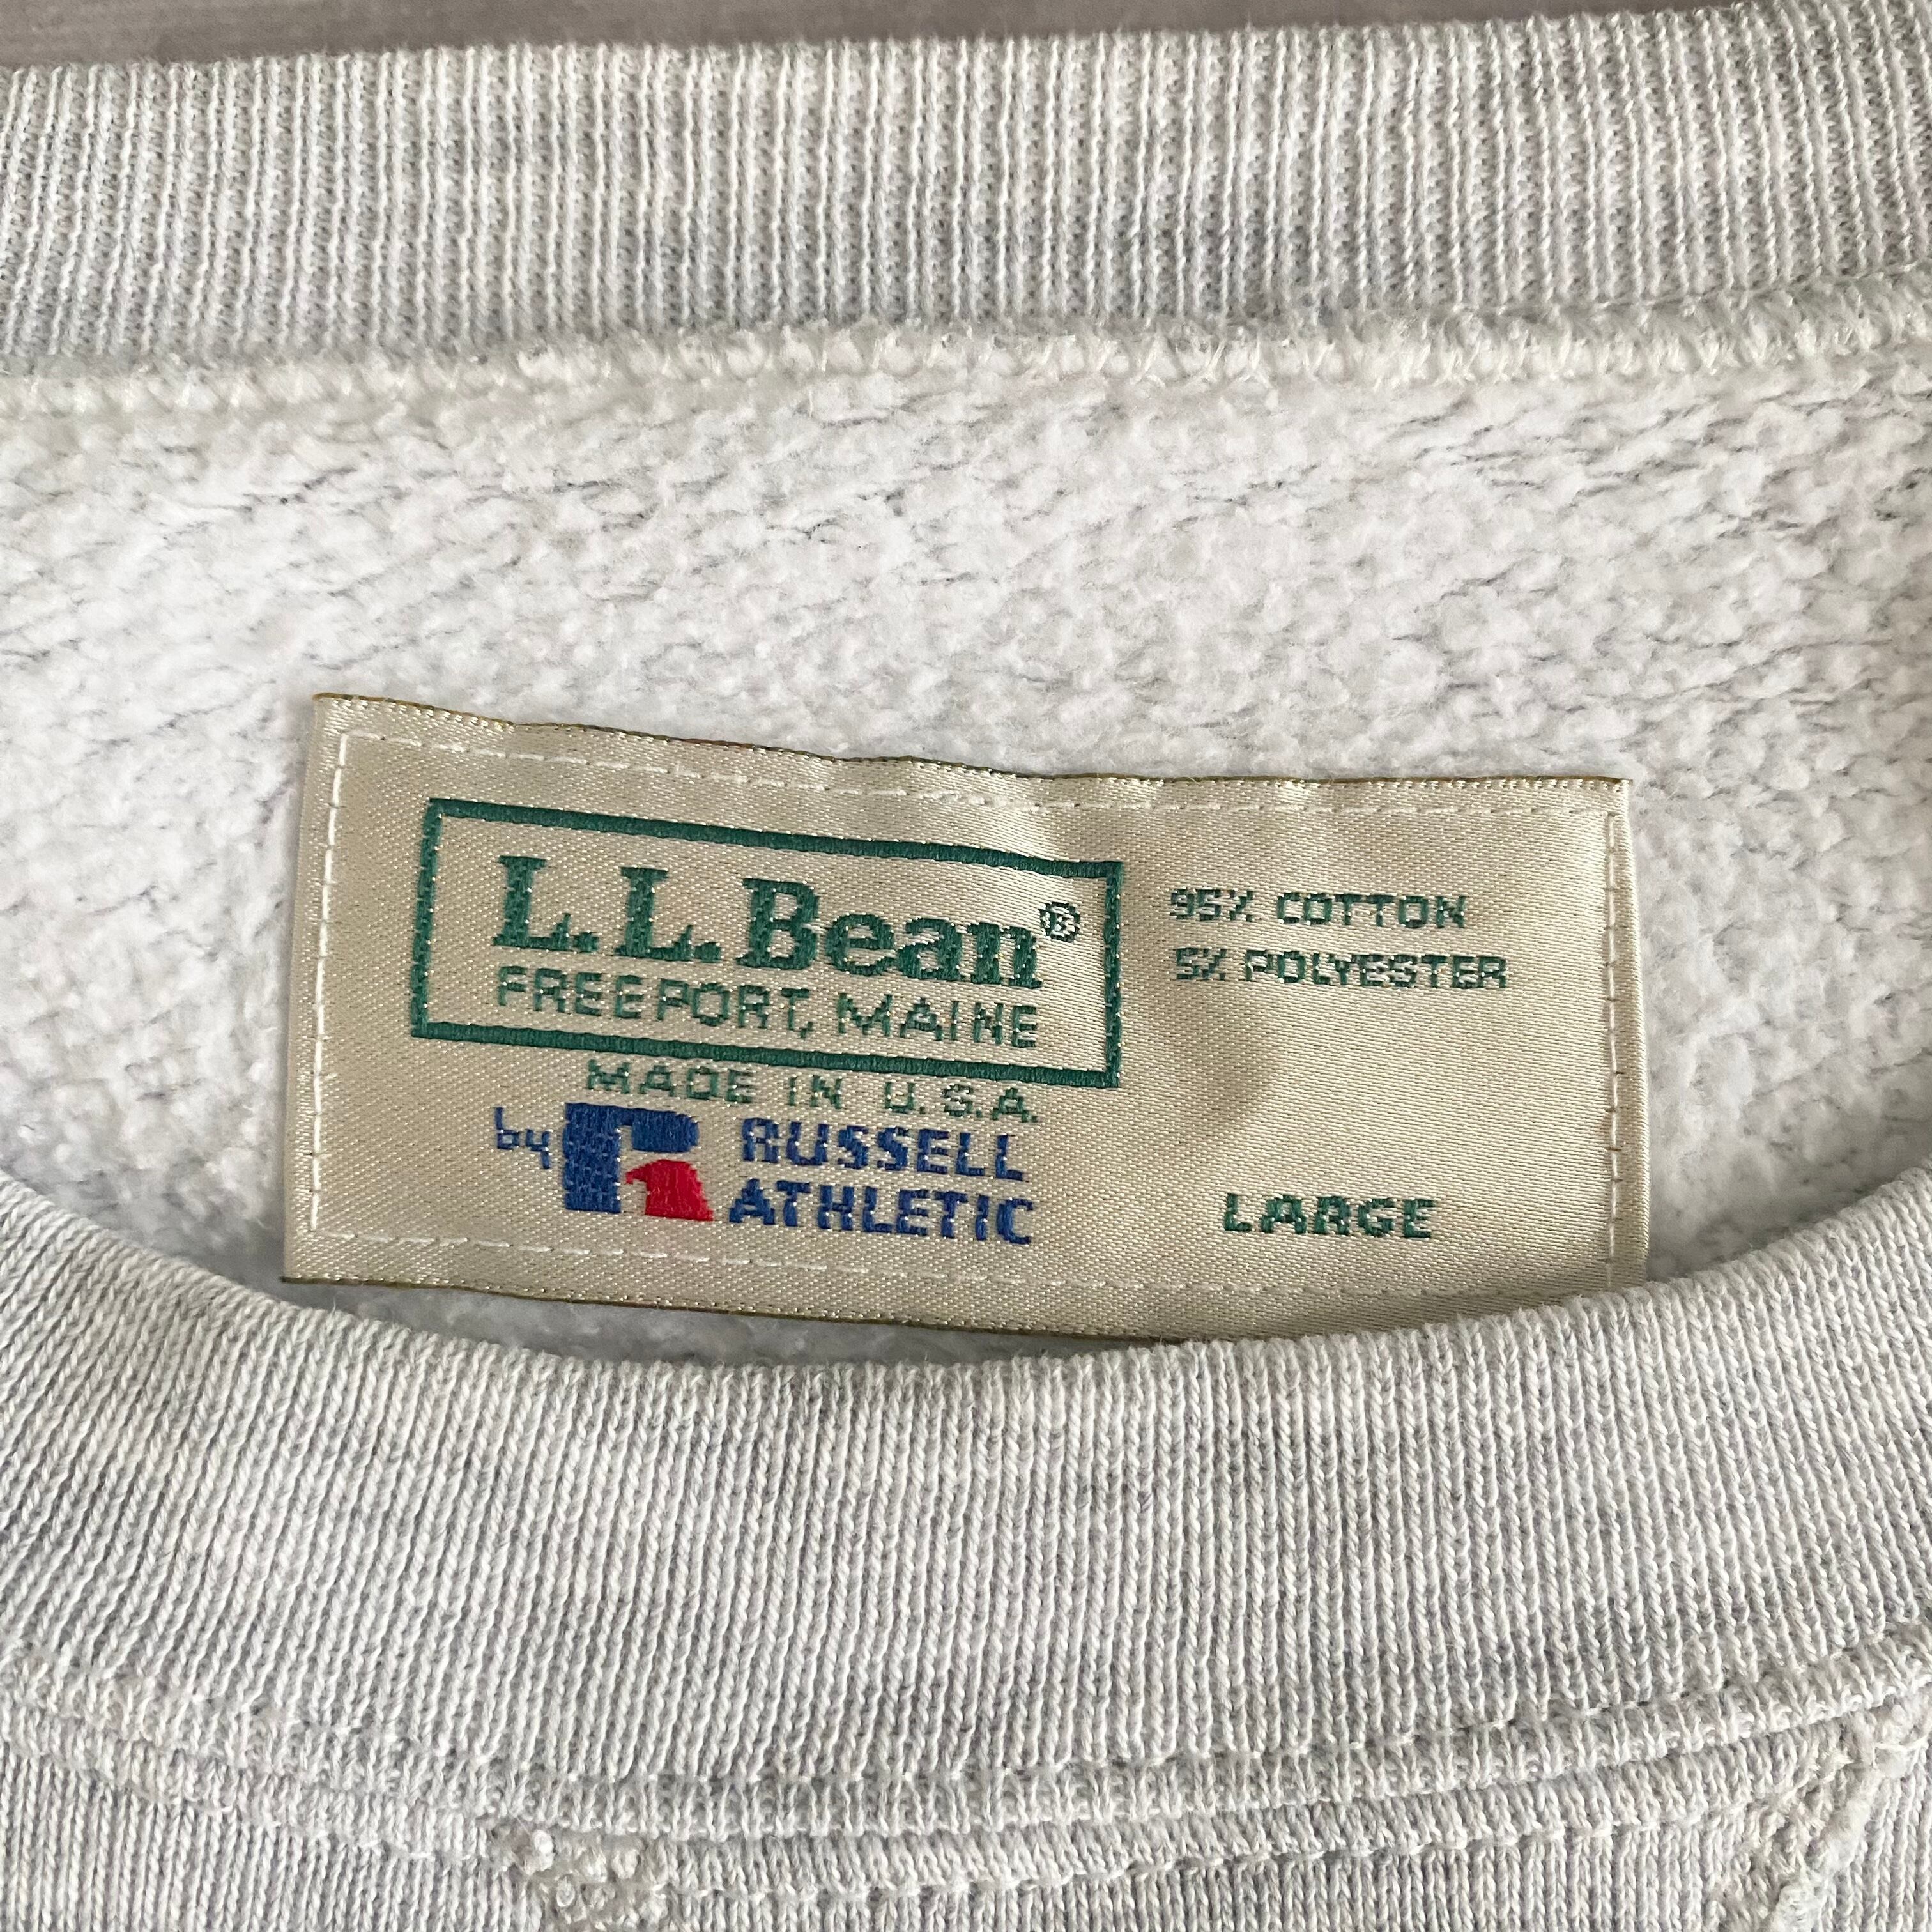 L.L.Bean®
FREEPORT, MAINE
MADE IN U.S.A.
by RUSSELL
ATHLETIC
95% COTTON
5% POLYESTER
LARGE